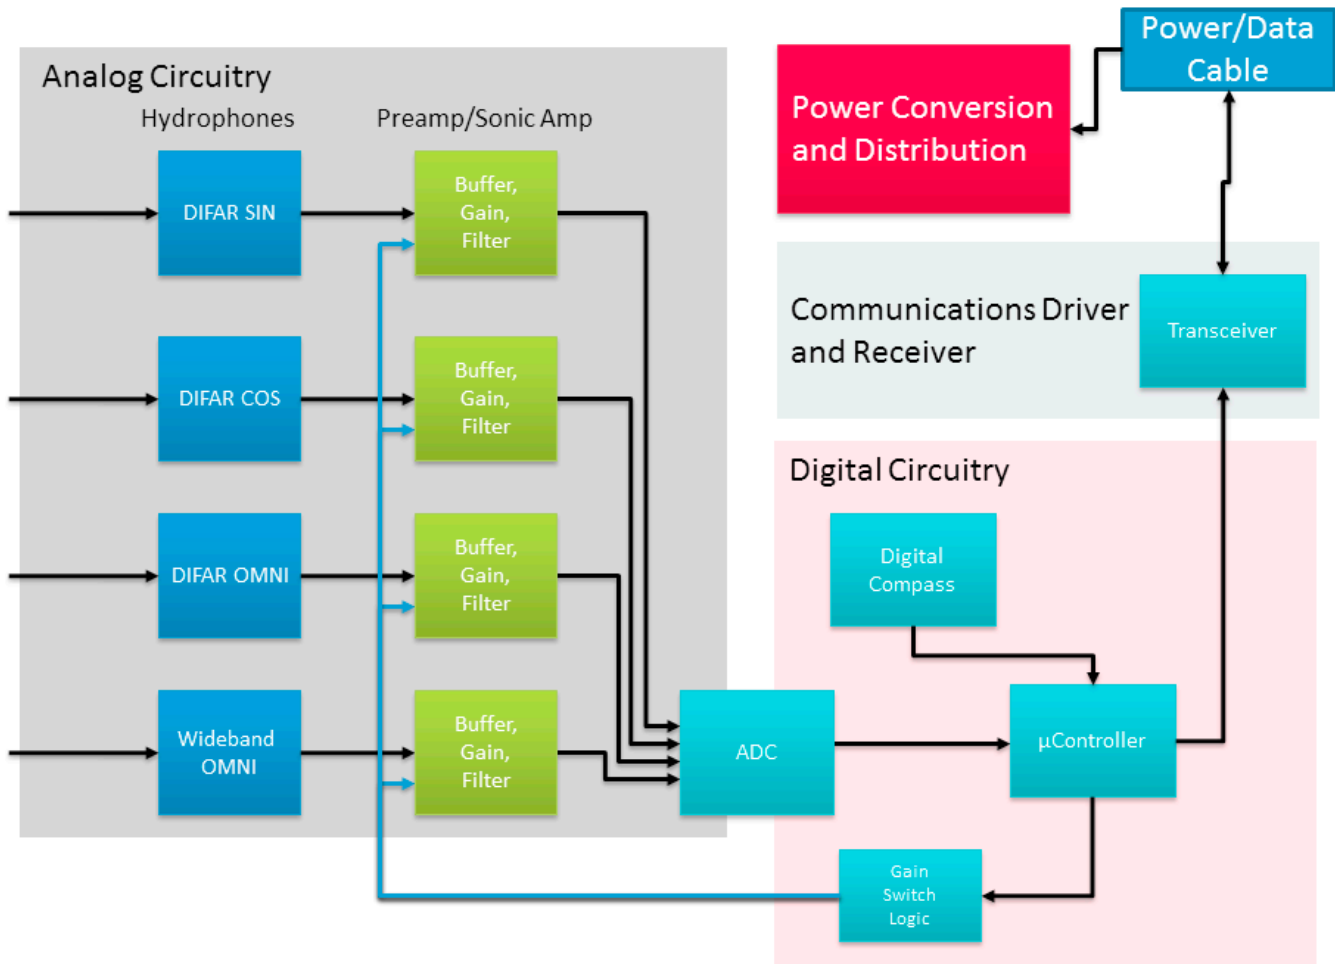 Analog Circuitry
Hydrophones
Preamp/Sonic Amp
DIFAR SIN
Buffer,
Gain,
Filter
DIFAR COS
Buffer,
Gain,
Filter
DIFAR OMNI
Buffer,
Gain,
Filter
Wideband
OMNI
Buffer,
Gain,
Filter
ADC
Power/Data
Cable
Power Conversion
and Distribution
Communications Driver
and Receiver
Transceiver
Digital Circuitry
Digital
Compass
µController
Gain
Switch
Logic